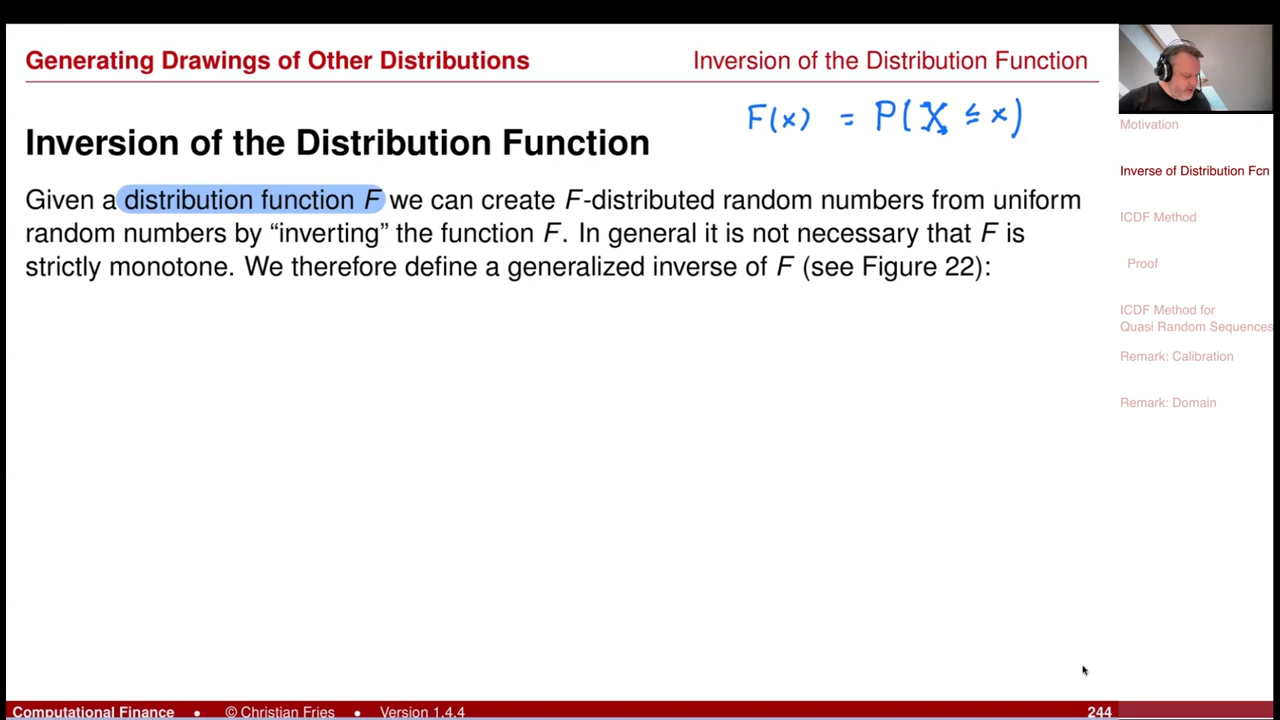 Generating Drawings of Other Distributions
Inversion of the Distribution Function
F(x) = P(X ≤ x)
Inversion of the Distribution Function
Given a distribution function F we can create F-distributed random numbers from uniform
random numbers by “inverting” the function F. In general it is not necessary that F is
strictly monotone. We therefore define a generalized inverse of F (see Figure 22):
Motivation
Inverse of Distribution Fcn
ICDF Method
Proof
ICDF Method for
Quasi Random Sequences
Remark: Calibration
Remark: Domain
Computational Finance • © Christian Fries • Version 1.4.4
244